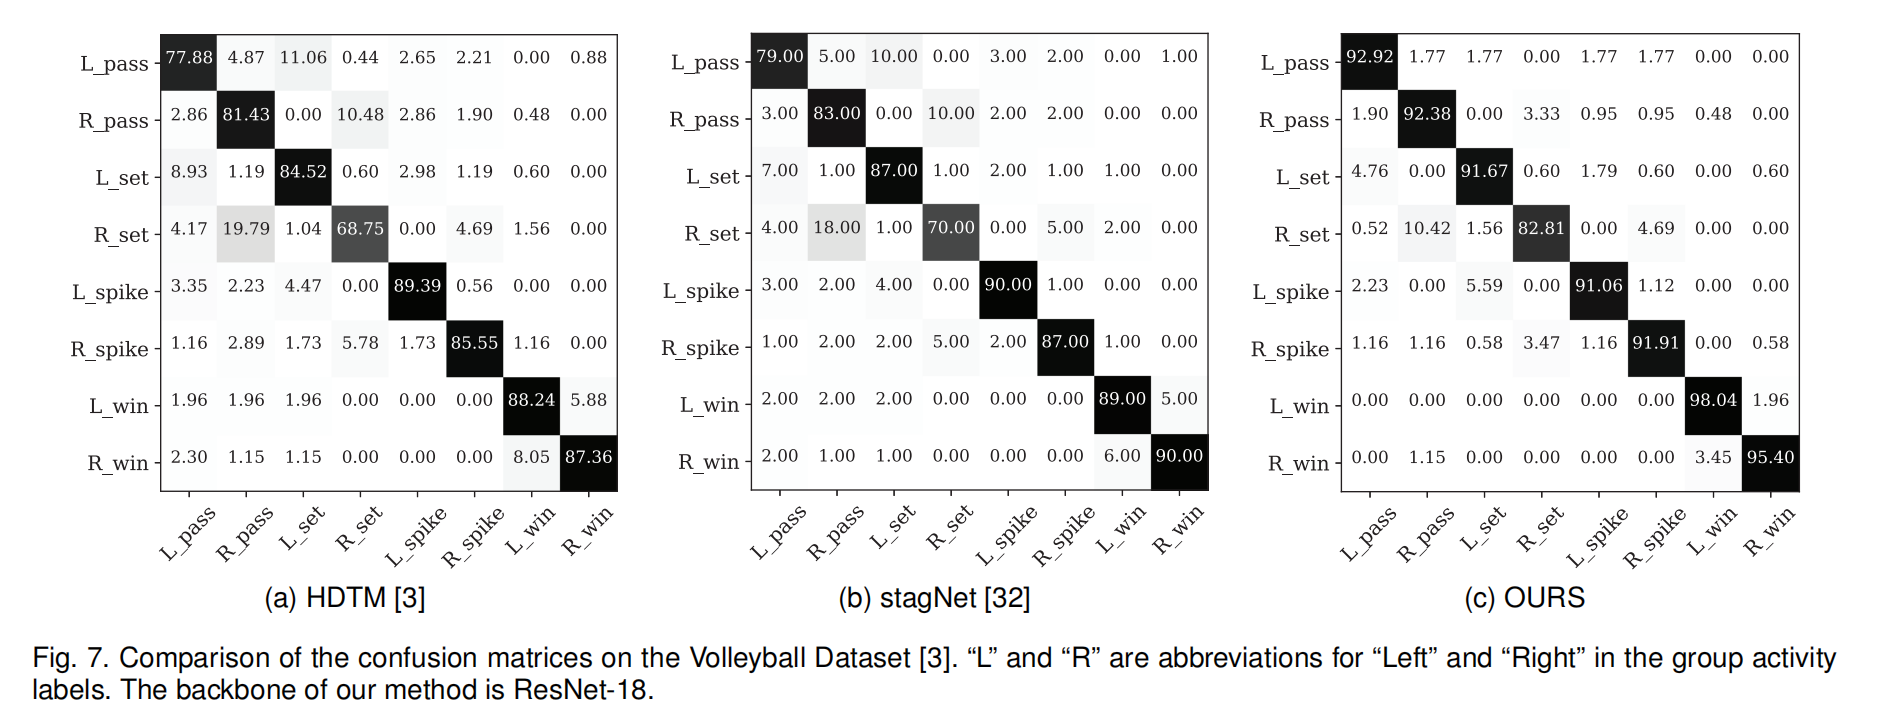 L_pass 77.88 4.87 11.06 0.44 2.65 2.21 0.00 0.88
R_pass 2.86 81.43 0.00 10.48 2.86 1.90 0.48 0.00
L_set 8.93 1.19 84.52 0.60 2.98 1.19 0.60 0.00
R_set 4.17 19.79 1.04 68.75 0.00 4.69 1.56 0.00
L_spike 3.35 2.23 4.47 0.00 89.39 0.56 0.00 0.00
R_spike 1.16 2.89 1.73 5.78 1.73 85.55 1.16 0.00
L_win 1.96 1.96 1.96 0.00 0.00 0.00 88.24 5.88
R_win 2.30 1.15 1.15 0.00 0.00 0.00 8.05 87.36
L_pass R_pass L_set R_set L_spike R_spike L_win R_win
(a) HDTM [3]
L_pass 79.00 5.00 10.00 0.00 3.00 2.00 0.00 1.00
R_pass 3.00 83.00 0.00 10.00 2.00 2.00 0.00 0.00
L_set 7.00 1.00 87.00 1.00 2.00 1.00 1.00 0.00
R_set 4.00 18.00 1.00 70.00 0.00 5.00 2.00 0.00
L_spike 3.00 2.00 4.00 0.00 90.00 1.00 0.00 0.00
R_spike 1.00 2.00 2.00 5.00 2.00 87.00 1.00 0.00
L_win 2.00 2.00 2.00 0.00 0.00 0.00 89.00 5.00
R_win 2.00 1.00 1.00 0.00 0.00 0.00 6.00 90.00
L_pass R_pass L_set R_set L_spike R_spike L_win R_win
(b) stagNet [32]
L_pass 92.92 1.77 1.77 0.00 1.77 1.77 0.00 0.00
R_pass 1.90 92.38 0.00 3.33 0.95 0.95 0.48 0.00
L_set 4.76 0.00 91.67 0.60 1.79 0.60 0.00 0.60
R_set 0.52 10.42 1.56 82.81 0.00 4.69 0.00 0.00
L_spike 2.23 0.00 5.59 0.00 91.06 1.12 0.00 0.00
R_spike 1.16 1.16 0.58 3.47 1.16 91.91 0.00 0.58
L_win 0.00 0.00 0.00 0.00 0.00 0.00 98.04 1.96
R_win 0.00 1.15 0.00 0.00 0.00 0.00 3.45 95.40
L_pass R_pass L_set R_set L_spike R_spike L_win R_win
(c) OURS
Fig. 7. Comparison of the confusion matrices on the Volleyball Dataset [3]. “L” and “R” are abbreviations for “Left” and “Right” in the group activity
labels. The backbone of our method is ResNet-18.